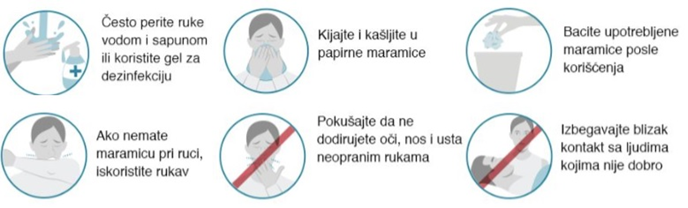 Često perite ruke
vodom i sapunom
ili koristite gel za
dezinfekciju
Kijajte i kašljite u
papirne maramice
Bacite upotrebljene
maramice posle
korišćenja
Ako nemate
maramicu pri ruci,
iskoristite rukav
Pokušajte da ne
dodirujete oči, nos i usta
neopranim rukama
Izbegavajte blizak
kontakt sa ljudima
kojima nije dobro